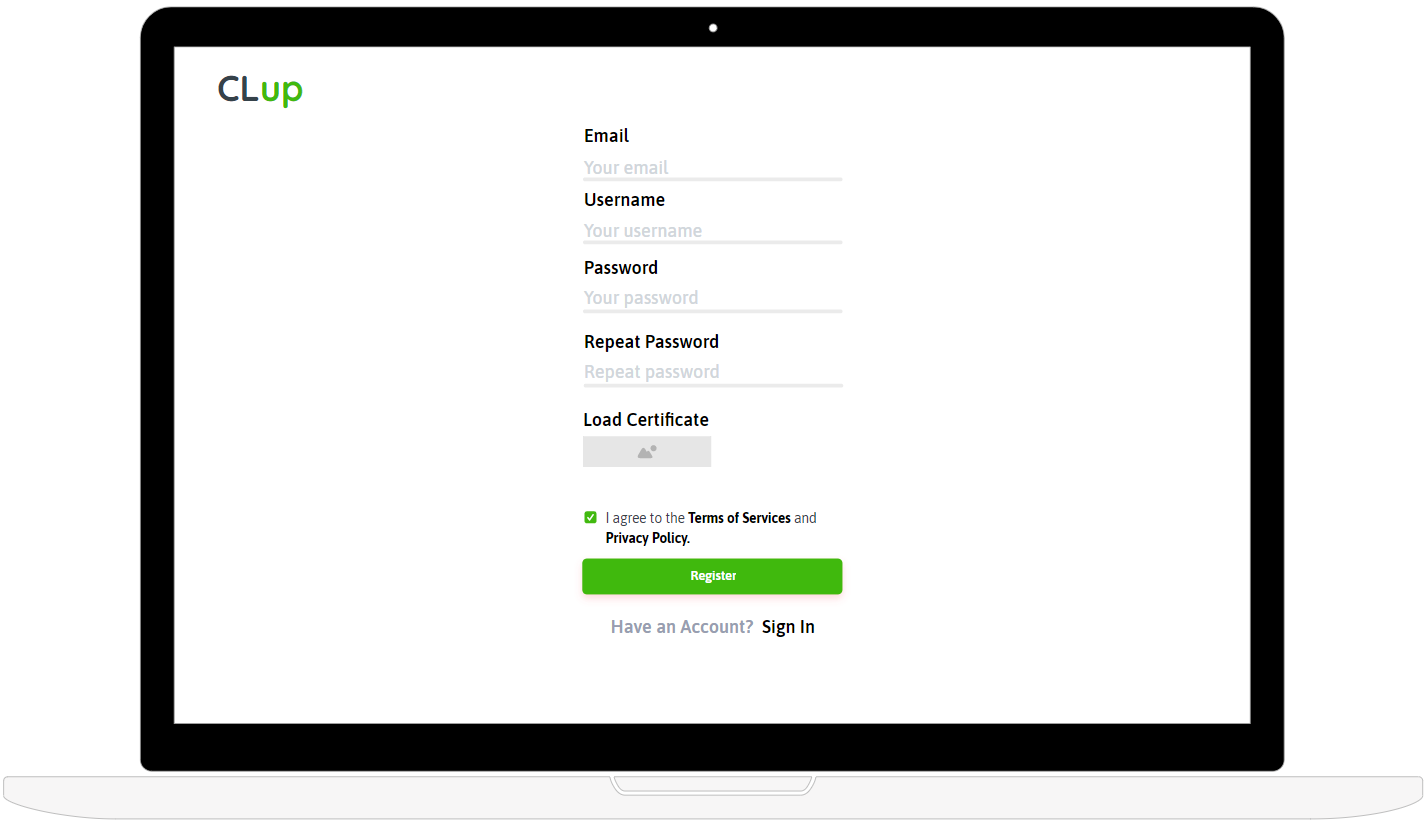 CLup
Email
Your email
Username
Your username
Password
Your password
Repeat Password
Repeat password
Load Certificate
I agree to the Terms of Services and
Privacy Policy.
Register
Have an Account? Sign In